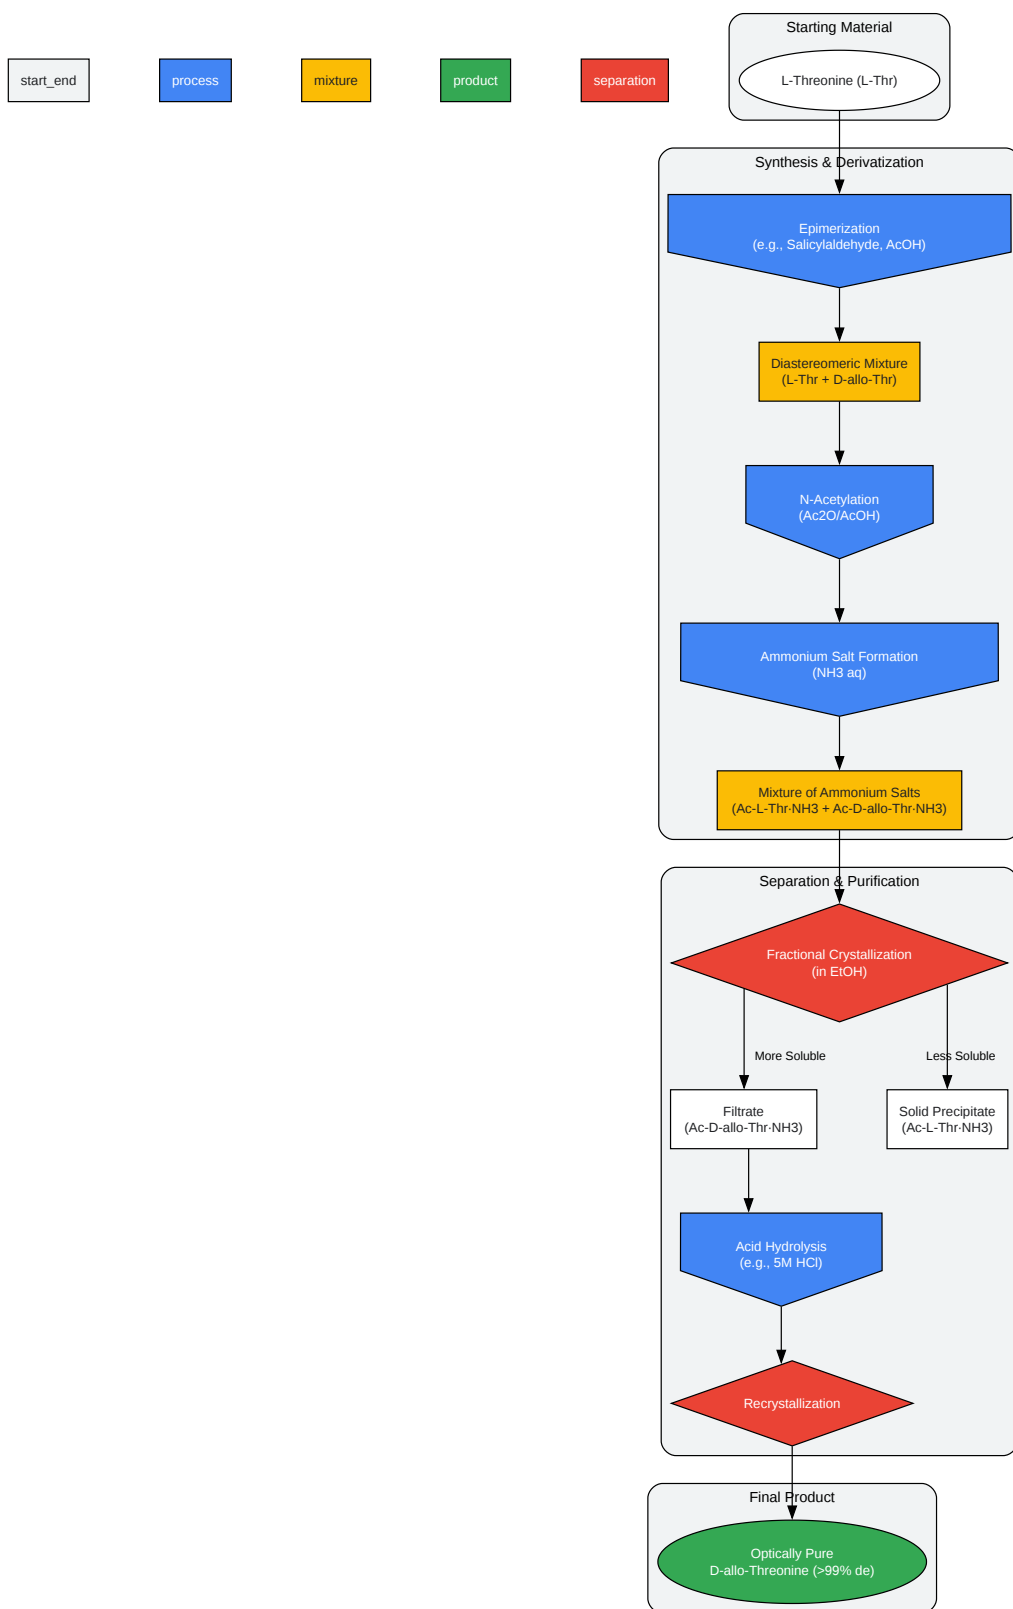 Starting Material
start_end
process
mixture
product
separation
L-Threonine (L-Thr)
Synthesis & Derivatization
Epimerization
(e.g., Salicylaldehyde, AcOH)
Diastereomeric Mixture
(L-Thr + D-allo-Thr)
N-Acetylation
(Ac2O/AcOH)
Ammonium Salt Formation
(NH3 aq)
Mixture of Ammonium Salts
(Ac-L-Thr·NH3 + Ac-D-allo-Thr·NH3)
Separation & Purification
Fractional Crystallization
(in EtOH)
More Soluble
Less Soluble
Filtrate
(Ac-D-allo-Thr·NH3)
Solid Precipitate
(Ac-L-Thr·NH3)
Acid Hydrolysis
(e.g., 5M HCl)
Recrystallization
Final Product
Optically Pure
D-allo-Threonine (>99% de)